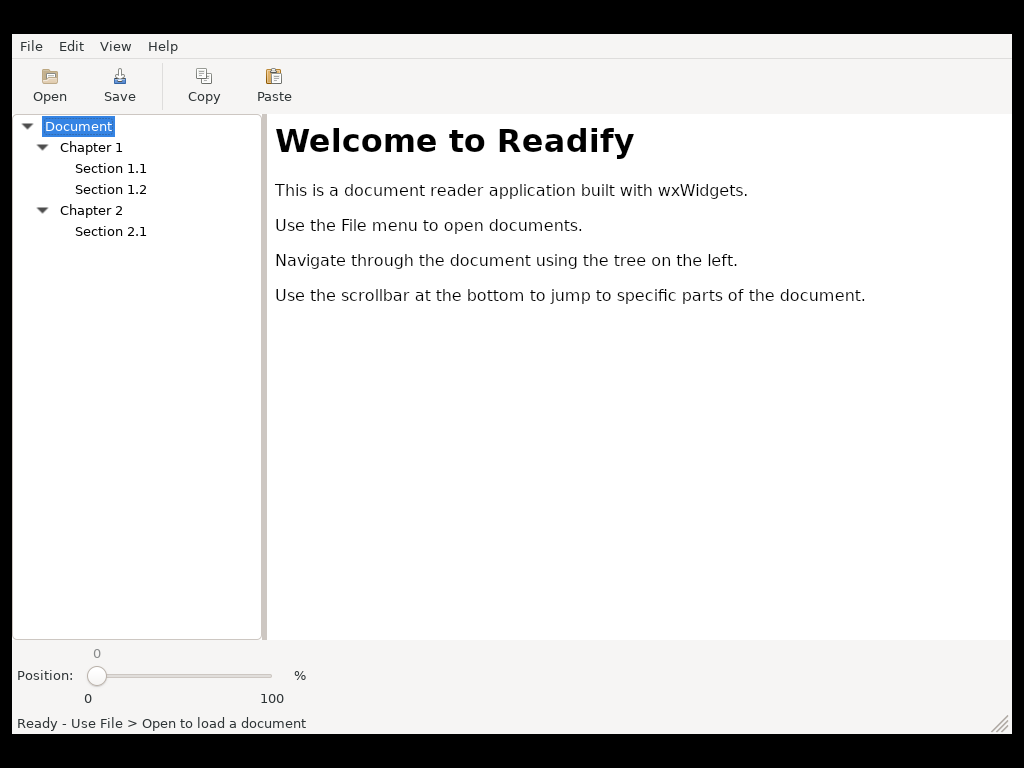 File Edit View Help
Open Save Copy Paste
Document
Chapter 1
Section 1.1
Section 1.2
Chapter 2
Section 2.1
Welcome to Readify
This is a document reader application built with wxWidgets.
Use the File menu to open documents.
Navigate through the document using the tree on the left.
Use the scrollbar at the bottom to jump to specific parts of the document.
0
Position: %
0 100
Ready - Use File > Open to load a document